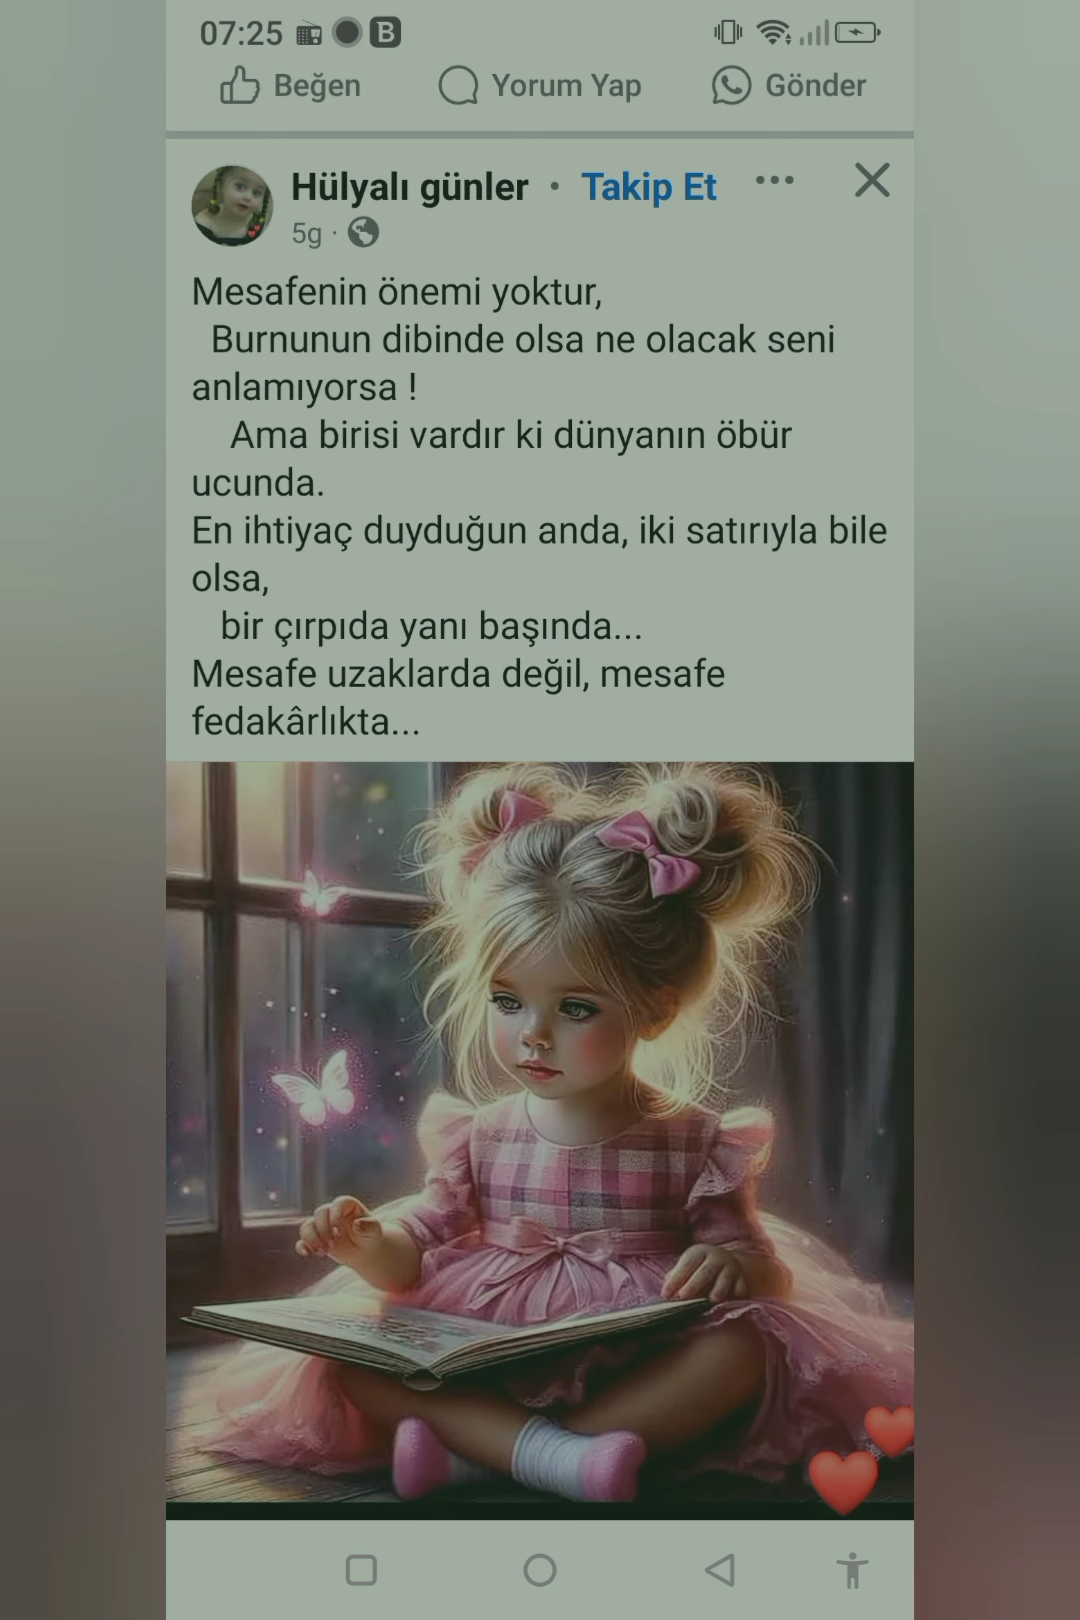 07:25
B
Beğen Yorum Yap Gönder
Hülyalı günler · Takip Et
5g ·
Mesafenin önemi yoktur,
Burnunun dibinde olsa ne olacak seni
anlamıyorsa !
Ama birisi vardır ki dünyanın öbür
ucunda.
En ihtiyaç duyduğun anda, iki satırıyla bile
olsa,
bir çırpıda yanı başında...
Mesafe uzaklarda değil, mesafe
fedakârlıkta...